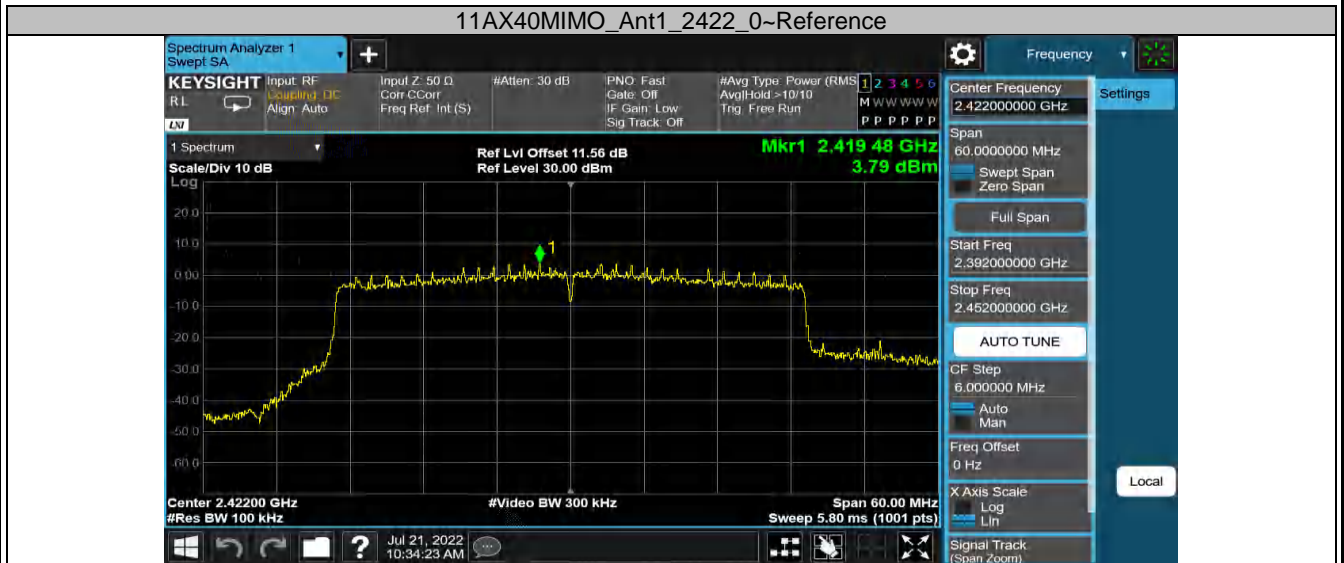 11AX40MIMO_Ant1_2422_0~Reference
Spectrum Analyzer 1
Swept SA
+
Frequency
KEYSIGHT
RL
LXI
Input: RF
Coupling: DC
Align: Auto
Input Z: 50 Ω
Corr CCorr
Freq Ref: Int (S)
#Atten: 30 dB
PNO: Fast
Gate: Off
IF Gain: Low
Sig Track: Off
#Avg Type: Power (RMS
Avg|Hold >10/10
Trig: Free Run
1 2 3 4 5 6
M W W W W W
P P P P P P
Settings
1 Spectrum
Scale/Div 10 dB
Ref Lvl Offset 11.56 dB
Ref Level 30.00 dBm
Mkr1 2.419 48 GHz
3.79 dBm
Log
20.0
10.0
0.00
-10.0
-20.0
-30.0
-40.0
-50.0
-60.0
1
Center 2.42200 GHz
#Res BW 100 kHz
#Video BW 300 kHz
Span 60.00 MHz
Sweep 5.80 ms (1001 pts)
Center Frequency
2.422000000 GHz
Span
60.0000000 MHz
Swept Span
Zero Span
Full Span
Start Freq
2.392000000 GHz
Stop Freq
2.452000000 GHz
AUTO TUNE
CF Step
6.000000 MHz
Auto
Man
Freq Offset
0 Hz
X Axis Scale
Log
Lin
Signal Track
(Span Zoom)
Local
?
Jul 21, 2022
10:34:23 AM